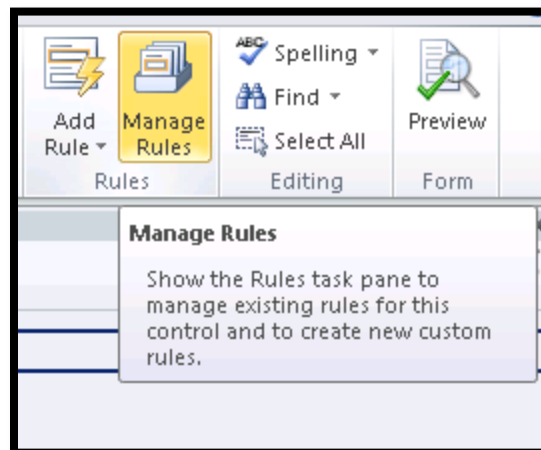 Add
Rule
Manage
Rules
ABC
Spelling
Find
Select All
Preview
Rules
Editing
Form
Manage Rules
Show the Rules task pane to
manage existing rules for this
control and to create new custom
rules.